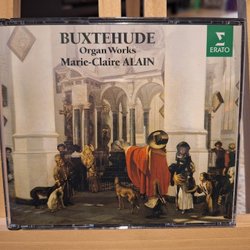 BUXTEHUDE
Organ Works
Marie-Claire ALAIN
ERATO